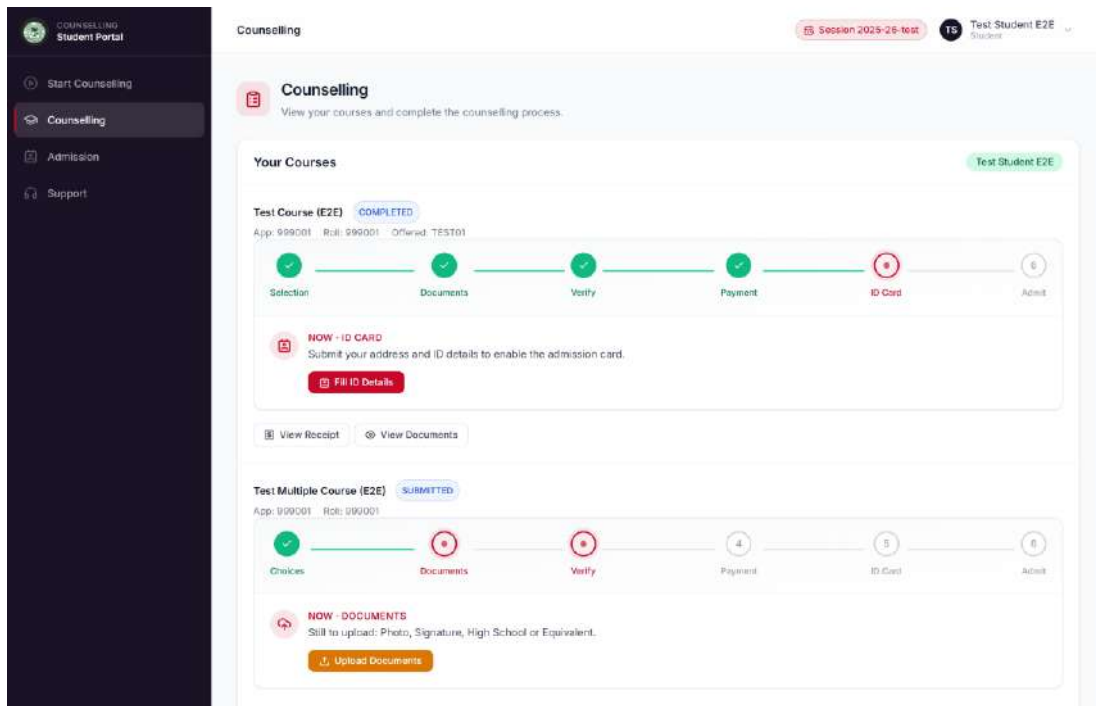 COUNSELLING
Student Portal
Start Counselling
Counselling
Admission
Support
Counselling
Session 2025-26-test
TS
Test Student E2E
Student
Counselling
View your courses and complete the counselling process.
Your Courses
Test Student E2E
Test Course (E2E) COMPLETED
App: 999001 Roll: 999001 Offered: TEST01
6
Selection Documents Verify Payment ID Card Admit
NOW - ID CARD
Submit your address and ID details to enable the admission card.
Fill ID Details
View Receipt View Documents
Test Multiple Course (E2E) SUBMITTED
App: 999001 Roll: 999001
4 5 6
Choices Documents Verify Payment ID Card Admit
NOW - DOCUMENTS
Still to upload: Photo, Signature, High School or Equivalent.
Upload Documents